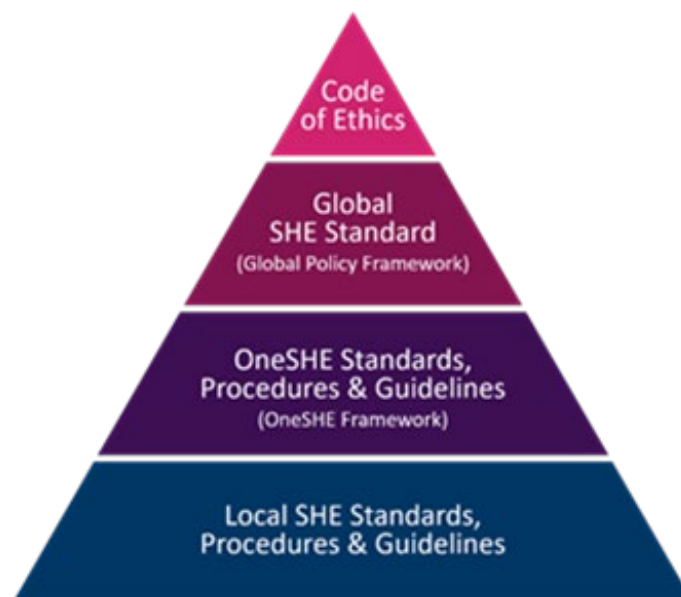 Code
of Ethics
Global
SHE Standard
(Global Policy Framework)
OneSHE Standards,
Procedures & Guidelines
(OneSHE Framework)
Local SHE Standards,
Procedures & Guidelines